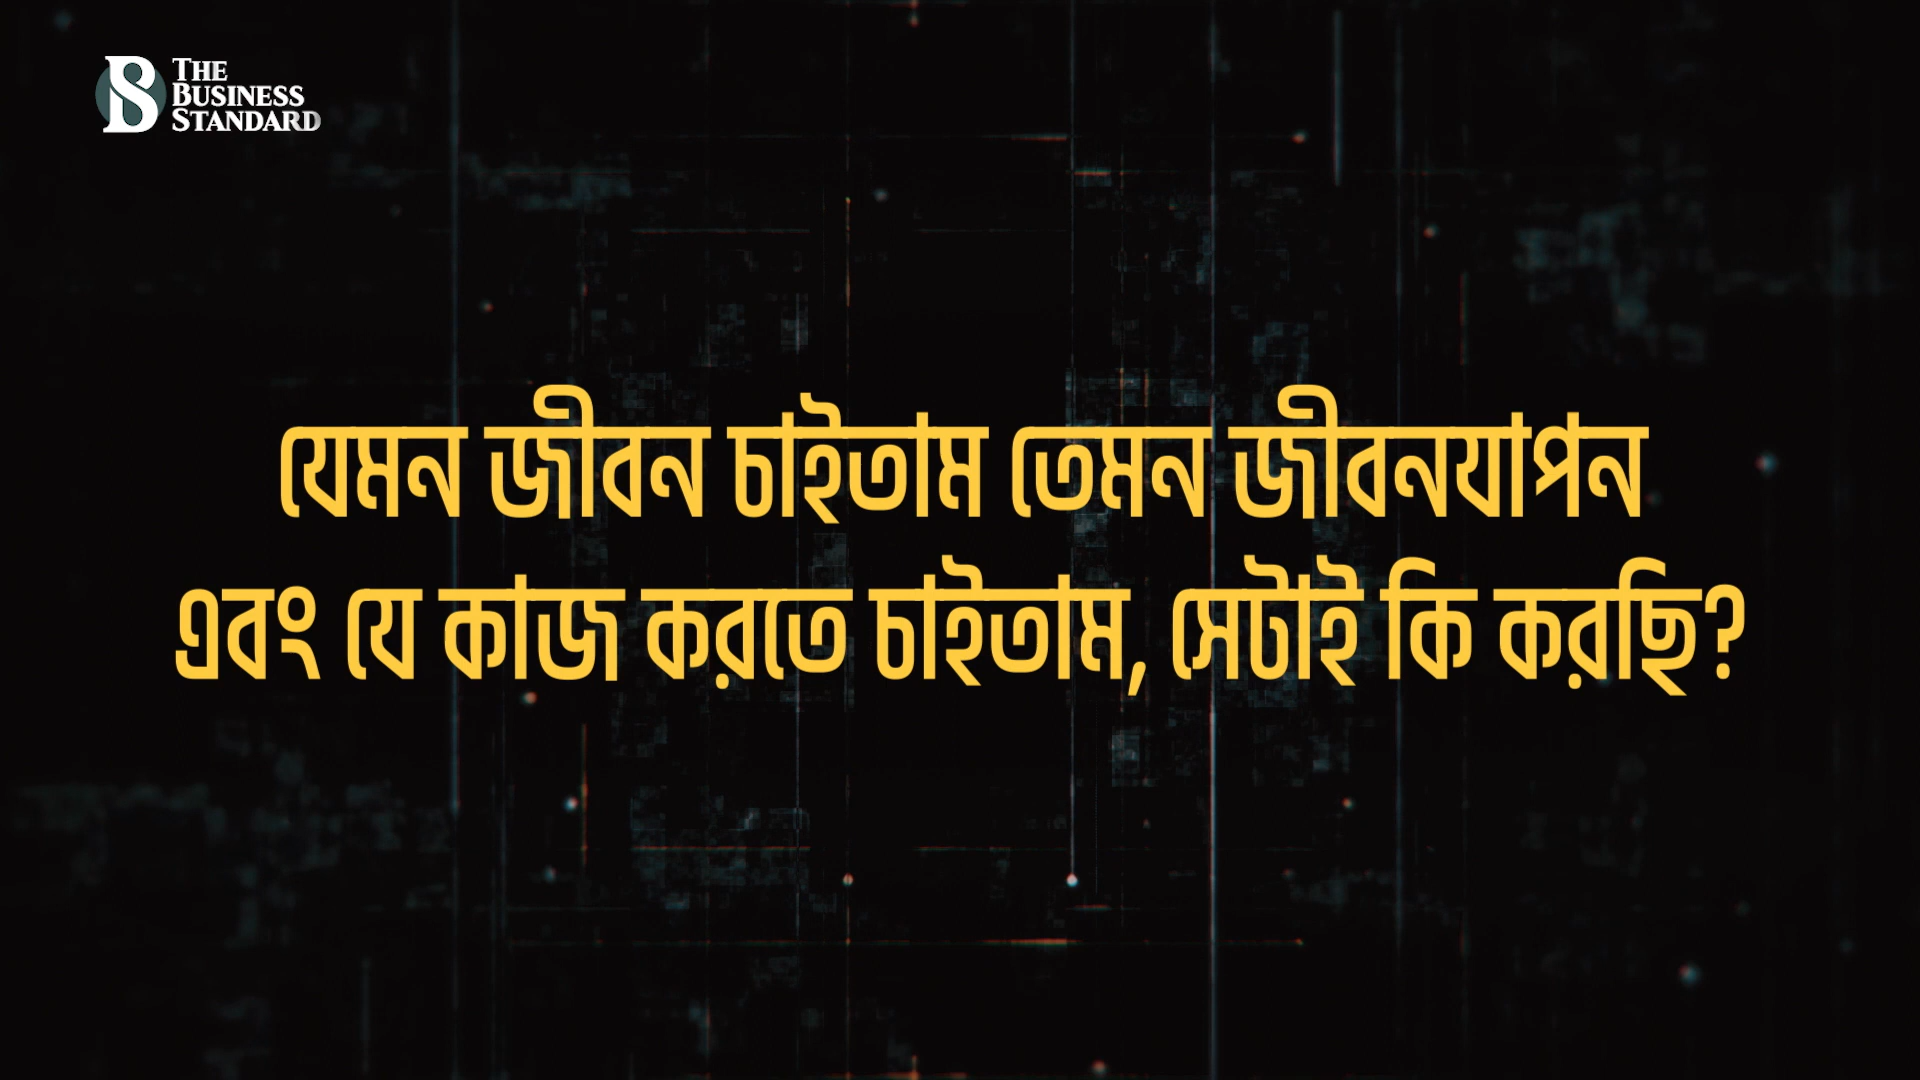 THE
BUSINESS
STANDARD
যেমন জীবন চাইতাম তেমন জীবনযাপন
এবং যে কাজ করতে চাইতাম, সেটাই কি করছি?